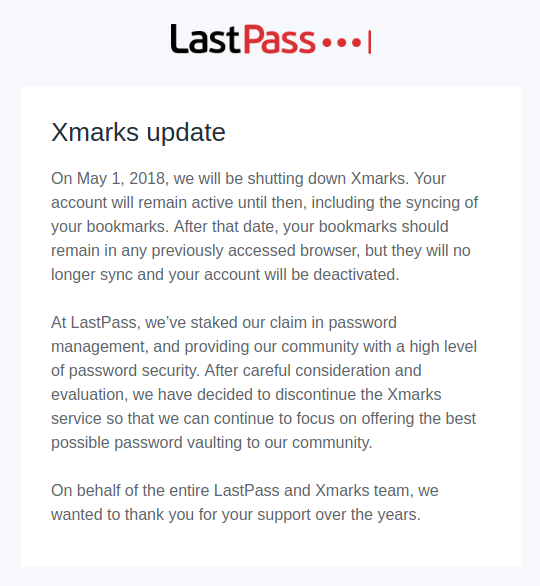 LastPass
Xmarks update
On May 1, 2018, we will be shutting down Xmarks. Your
account will remain active until then, including the syncing of
your bookmarks. After that date, your bookmarks should
remain in any previously accessed browser, but they will no
longer sync and your account will be deactivated.
At LastPass, we’ve staked our claim in password
management, and providing our community with a high level
of password security. After careful consideration and
evaluation, we have decided to discontinue the Xmarks
service so that we can continue to focus on offering the best
possible password vaulting to our community.
On behalf of the entire LastPass and Xmarks team, we
wanted to thank you for your support over the years.